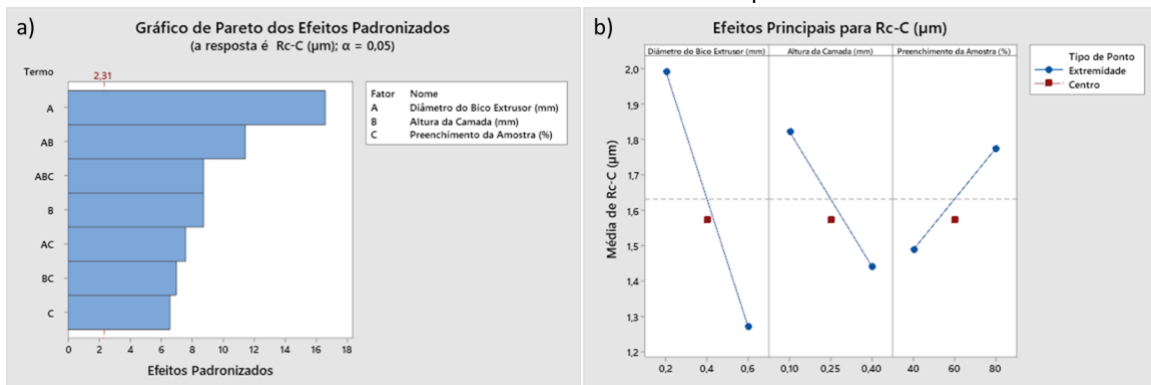 a)
Gráfico de Pareto dos Efeitos Padronizados
(a resposta é Rc-C (µm); α = 0,05)
Termo
2,31
A
AB
ABC
B
AC
BC
C
0 2 4 6 8 10 12 14 16 18
Efeitos Padronizados
Fator Nome
A Diâmetro do Bico Extrusor (mm)
B Altura da Camada (mm)
C Preenchimento da Amostra (%)
b)
Efeitos Principais para Rc-C (µm)
Diâmetro do Bico Extrusor (mm) Altura da Camada (mm) Preenchimento da Amostra (%)
Média de Rc-C (µm)
2,0
1,9
1,8
1,7
1,6
1,5
1,4
1,3
1,2
0,2 0,4 0,6 0,10 0,25 0,40 40 60 80
Tipo de Ponto
Extremidade
Centro